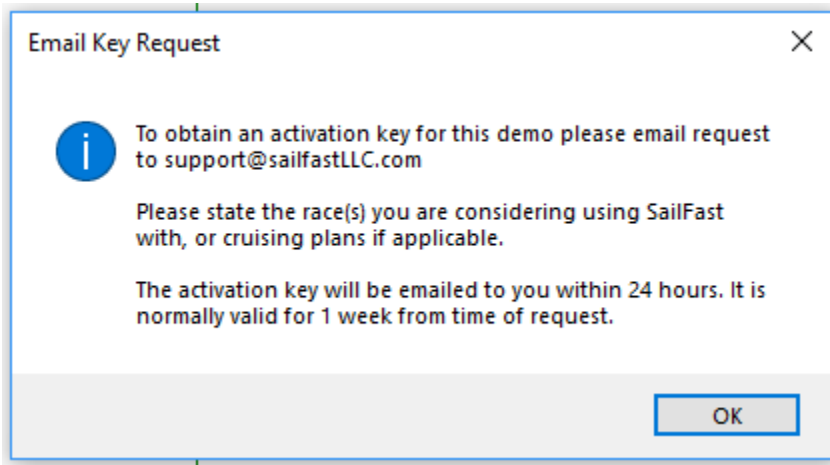 Email Key Request
To obtain an activation key for this demo please email request
to support@sailfastLLC.com
Please state the race(s) you are considering using SailFast
with, or cruising plans if applicable.
The activation key will be emailed to you within 24 hours. It is
normally valid for 1 week from time of request.
OK